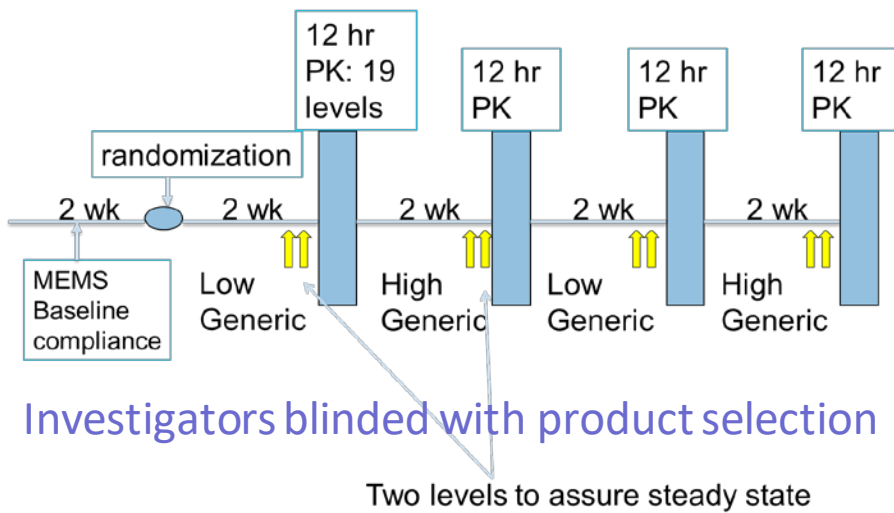 12 hr
PK: 19
levels
12 hr
PK
12 hr
PK
12 hr
PK
randomization
2 wk
2 wk
2 wk
2 wk
2 wk
MEMS
Baseline
compliance
Low
Generic
High
Generic
Low
Generic
High
Generic
Investigators blinded with product selection
Two levels to assure steady state